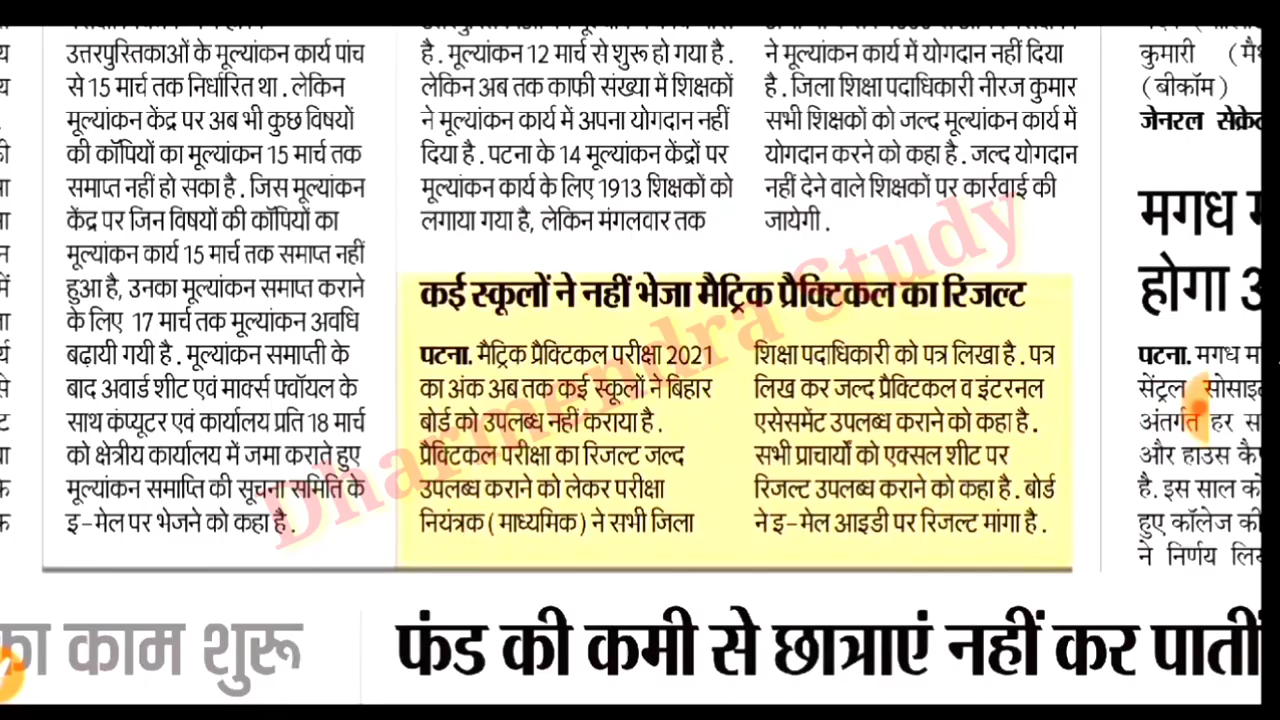 उत्तरपुस्तिकाओं के मूल्यांकन कार्य पांच
से 15 मार्च तक निर्धारित था . लेकिन
मूल्यांकन केंद्र पर अब भी कुछ विषयों
की कॉपियों का मूल्यांकन 15 मार्च तक
समाप्त नहीं हो सका है . जिस मूल्यांकन
केंद्र पर जिन विषयों की कॉपियों का
मूल्यांकन कार्य 15 मार्च तक समाप्त नहीं
हुआ है, उनका मूल्यांकन समाप्त कराने
के लिए 17 मार्च तक मूल्यांकन अवधि
बढ़ायी गयी है . मूल्यांकन समाप्ती के
बाद अवार्ड शीट एवं मार्क्स फ्वॉयल के
साथ कंप्यूटर एवं कार्यालय प्रति 18 मार्च
को क्षेत्रीय कार्यालय में जमा कराते हुए
मूल्यांकन समाप्ति की सूचना समिति के
इ-मेल पर भेजने को कहा है .
है . मूल्यांकन 12 मार्च से शुरू हो गया है .
लेकिन अब तक काफी संख्या में शिक्षकों
ने मूल्यांकन कार्य में अपना योगदान नहीं
दिया है . पटना के 14 मूल्यांकन केंद्रों पर
मूल्यांकन कार्य के लिए 1913 शिक्षकों को
लगाया गया है, लेकिन मंगलवार तक
ने मूल्यांकन कार्य में योगदान नहीं दिया
है . जिला शिक्षा पदाधिकारी नीरज कुमार
सभी शिक्षकों को जल्द मूल्यांकन कार्य में
योगदान करने को कहा है . जल्द योगदान
नहीं देने वाले शिक्षकों पर कार्रवाई की
जायेगी .
कई स्कूलों ने नहीं भेजा मैट्रिक प्रैक्टिकल का रिजल्ट
पटना. मैट्रिक प्रैक्टिकल परीक्षा 2021
का अंक अब तक कई स्कूलों ने बिहार
बोर्ड को उपलब्ध नहीं कराया है .
प्रैक्टिकल परीक्षा का रिजल्ट जल्द
उपलब्ध कराने को लेकर परीक्षा
नियंत्रक (माध्यमिक) ने सभी जिला
शिक्षा पदाधिकारी को पत्र लिखा है . पत्र
लिख कर जल्द प्रैक्टिकल व इंटरनल
एसेसमेंट उपलब्ध कराने को कहा है .
सभी प्राचार्यों को एक्सल शीट पर
रिजल्ट उपलब्ध कराने को कहा है . बोर्ड
ने इ-मेल आइडी पर रिजल्ट मांगा है .
कुमारी
(बीकॉम)
जेनरल
मगध
होगा
पटना. मगध
सेंट्रल
अंतर्गत हर
और हाउस
है. इस साल
हुए कॉलेज की
ने निर्णय
का काम शुरू
फंड की कमी से छात्राएं नहीं कर पातीं
Dharmendra Study